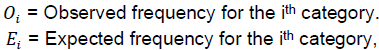 Oᵢ = Observed frequency for the iᵗʰ category.
Eᵢ = Expected frequency for the iᵗʰ category,